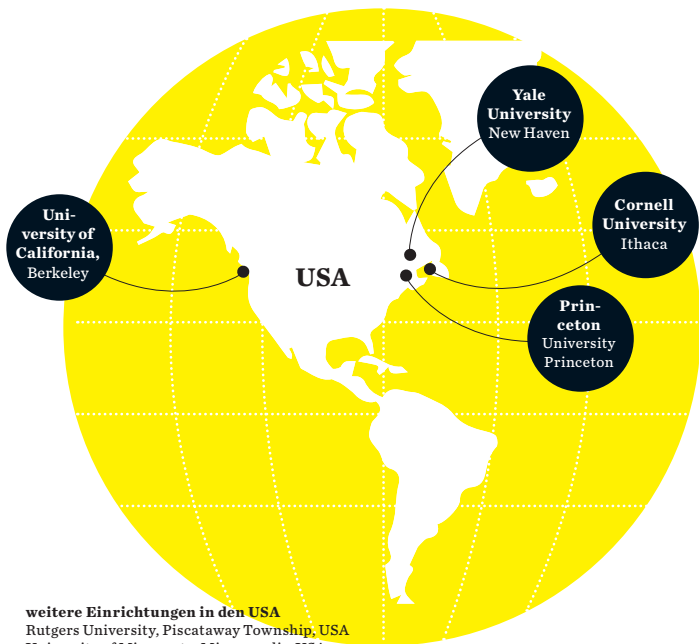 Yale
University
New Haven
Uni-
versity of
California,
Berkeley
Cornell
University
Ithaca
USA
Prin-
ceton
University
Princeton
weitere Einrichtungen in den USA
Rutgers University, Piscataway Township, USA